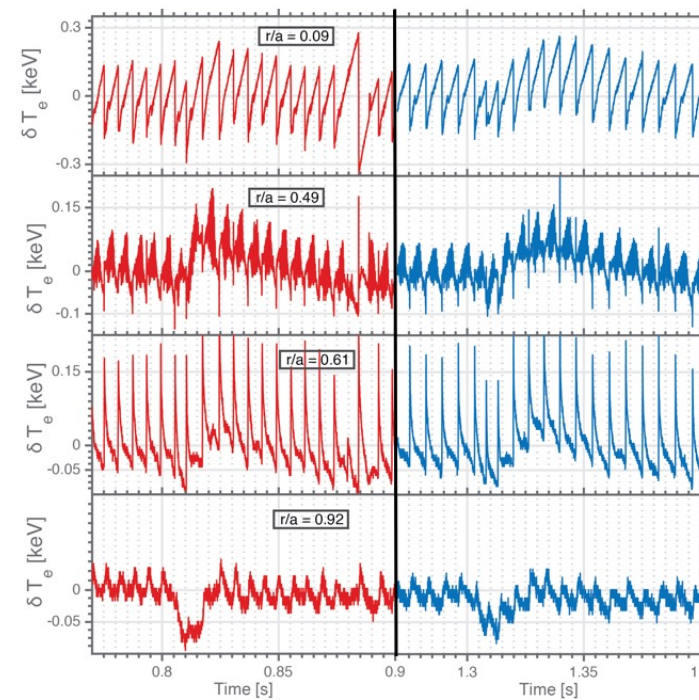 δ T_e [keV]
0.3
0
-0.3
r/a = 0.09
δ T_e [keV]
0.15
0
-0.1
r/a = 0.49
δ T_e [keV]
0.15
0
-0.05
r/a = 0.61
δ T_e [keV]
0
-0.05
r/a = 0.92
0.8 0.85 0.9 1.3 1.35
Time [s] Time [s]